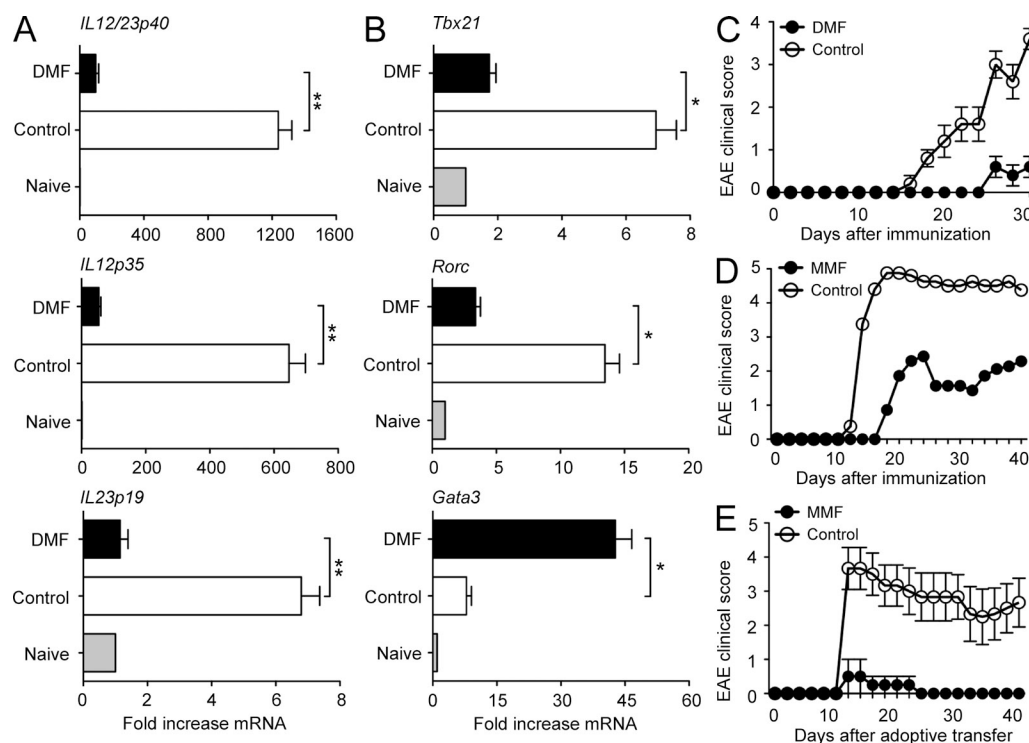 A
IL12/23p40
DMF
Control
Naive
**
0 400 800 1200 1600
IL12p35
DMF
Control
Naive
**
0 200 400 600 800
IL23p19
DMF
Control
Naive
**
0 2 4 6 8
Fold increase mRNA
B
Tbx21
DMF
Control
Naive
*
0 2 4 6 8
Rorc
DMF
Control
Naive
*
0 5 10 15 20
Gata3
DMF
Control
Naive
*
0 15 30 45 60
Fold increase mRNA
C
DMF
Control
EAE clinical score
4
3
2
1
0
0 10 20 30
Days after immunization
D
MMF
Control
EAE clinical score
5
4
3
2
1
0
0 10 20 30 40
Days after immunization
E
MMF
Control
EAE clinical score
5
4
3
2
1
0
0 10 20 30 40
Days after adoptive transfer